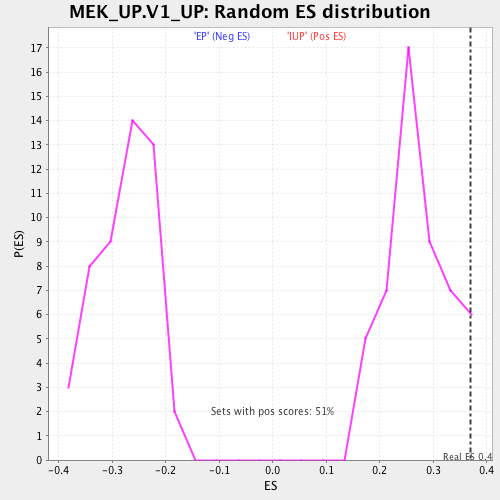 MEK_UP.V1_UP: Random ES distribution
'EP' (Neg ES) 'IUP' (Pos ES)
17
16
15
14
13
12
11
10
9
8
7
6
5
4
3
2
1
0
P(ES)
Sets with pos scores: 51%
Real ES 0.4
-0.4 -0.3 -0.2 -0.1 0.0 0.1 0.2 0.3 0.4
ES